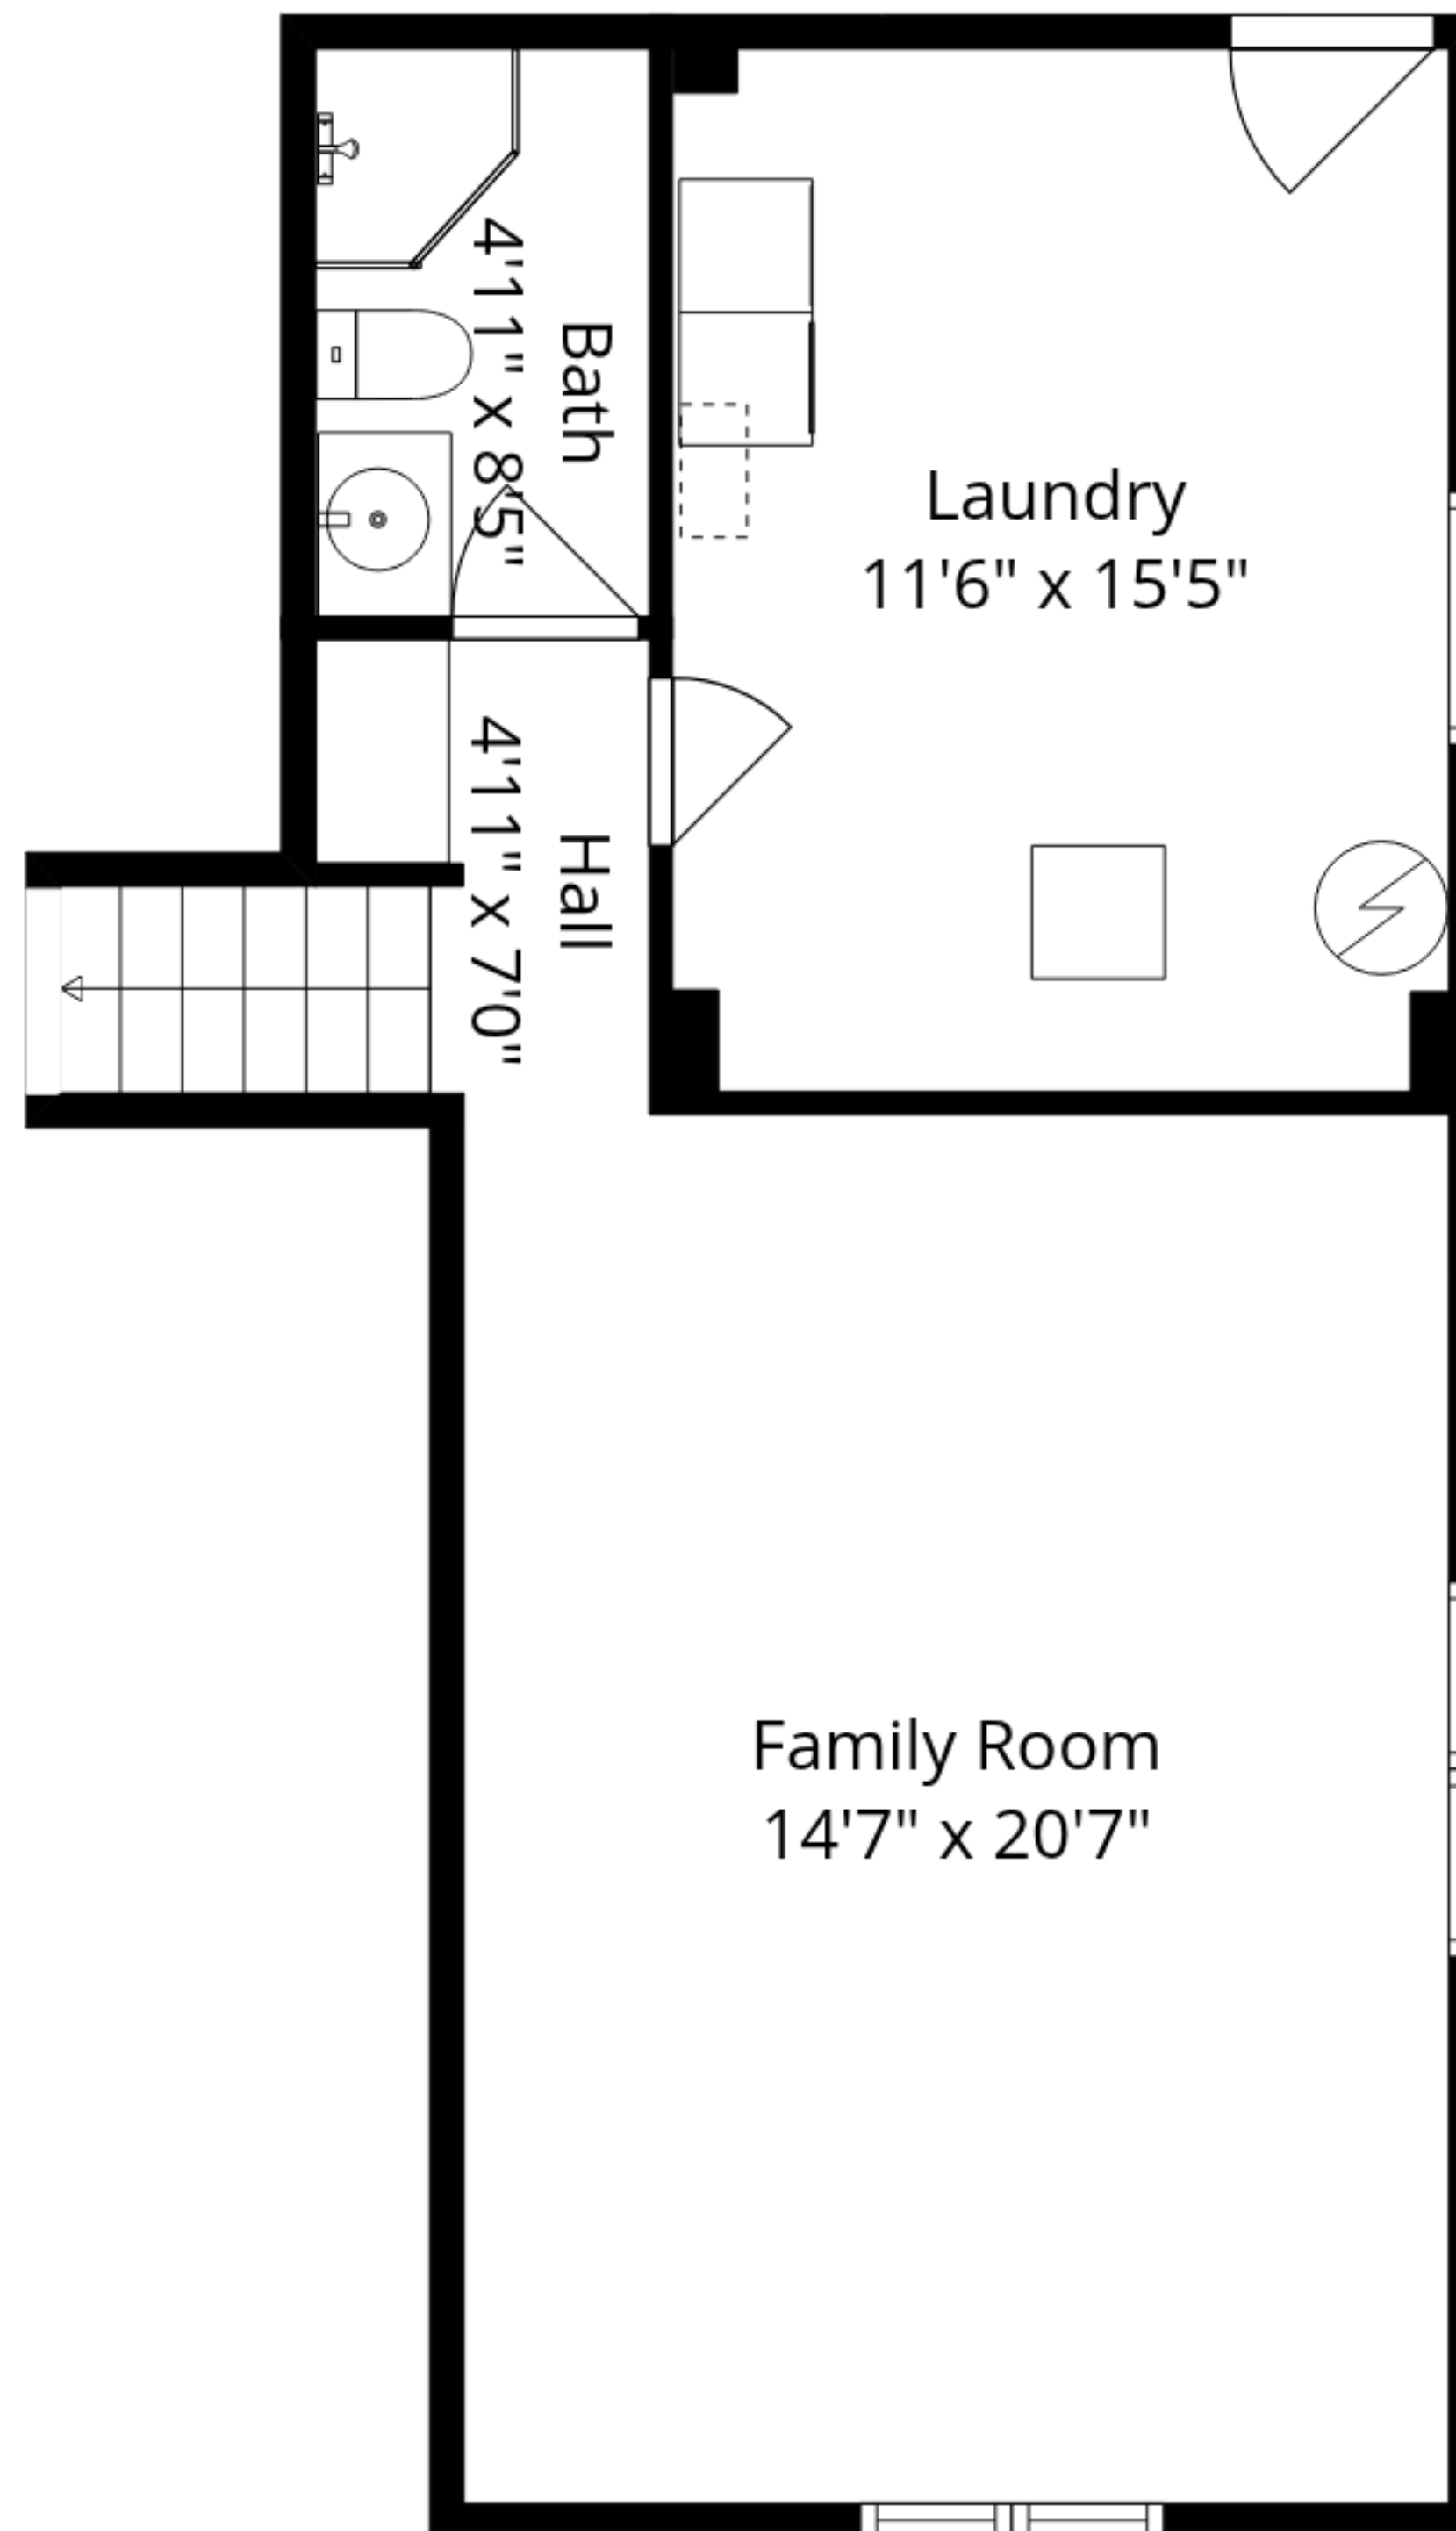 Bath
4'11" x 8'5"
Laundry
11'6" x 15'5"
Hall
4'11" x 7'0"
Family Room
14'7" x 20'7"